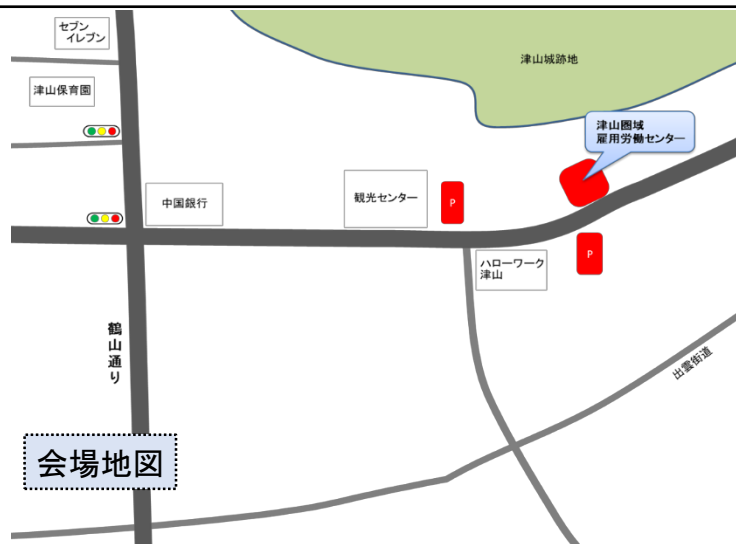 セブン
イレブン
津山城跡地
津山保育園
津山圏域
雇用労働センター
中国銀行
観光センター
P
P
ハローワーク
津山
鶴山通り
出雲街道
会場地図